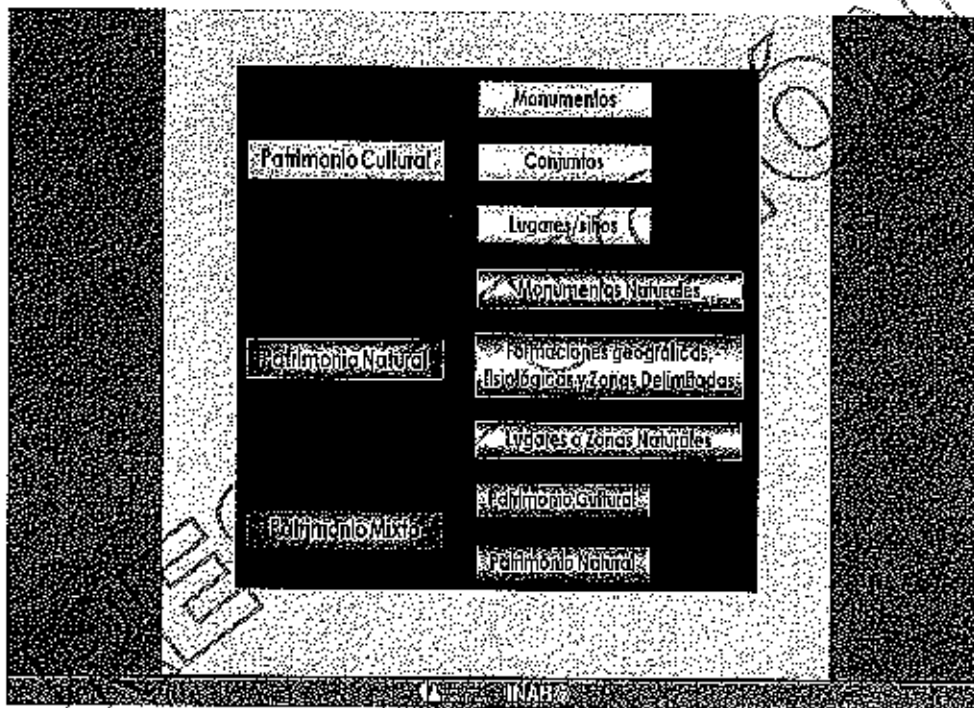 Monumentos
Patrimonio Cultural
Conjuntos
Lugares/sitios
Monumentos Naturales
Patrimonio Natural
Formaciones geográficas,
fisiológicas y Zonas Delimitadas
Lugares o Zonas Naturales
Patrimonio Cultural
Patrimonio Mixto
Patrimonio Natural
INAH